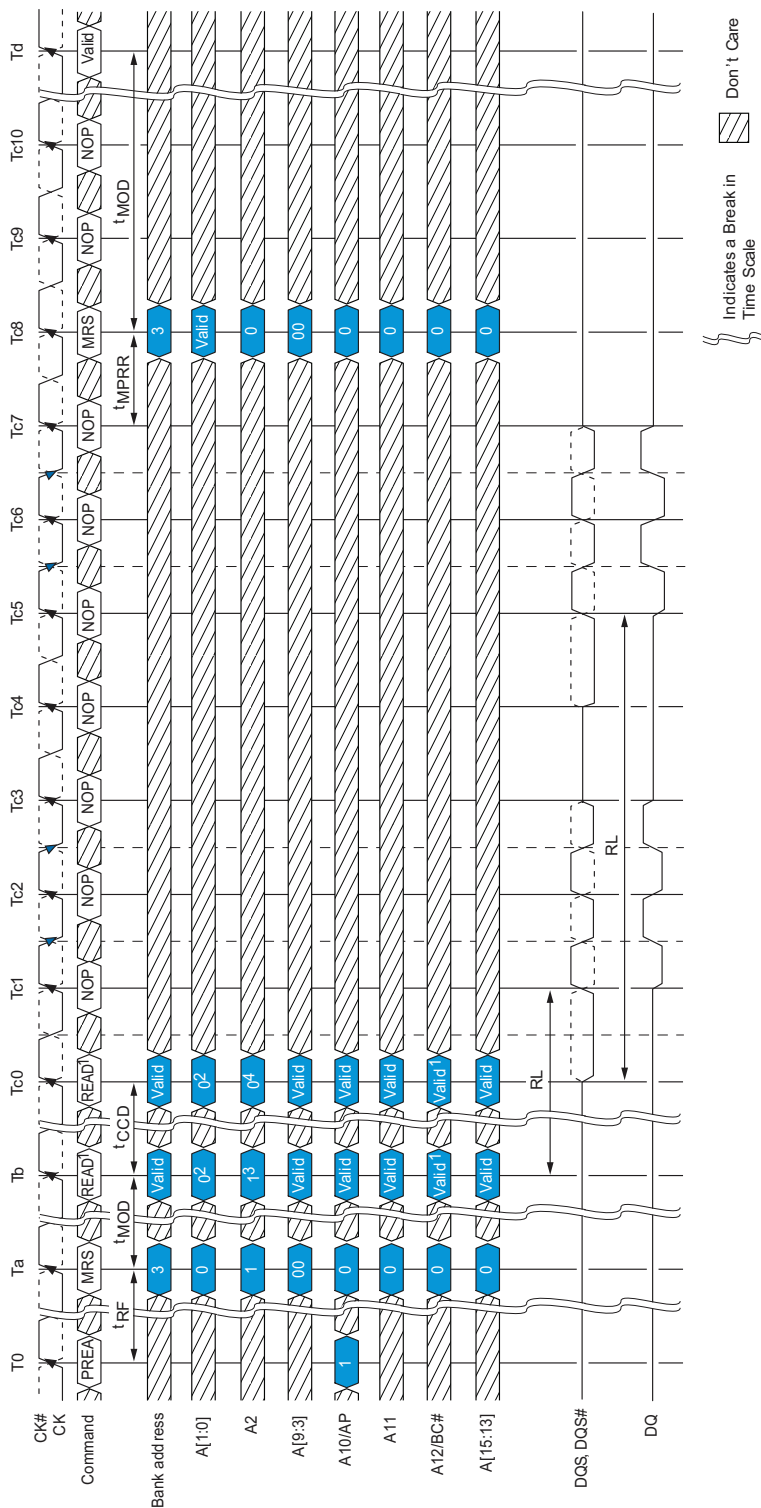 T0 Ta Tb Tc0 Tc1 Tc2 Tc3 Tc4 Tc5 Tc6 Tc7 Tc8 Tc9 Tc10 Td
CK#
CK
Command PREA MRS READ1 READ1 NOP NOP NOP NOP NOP NOP NOP MRS NOP NOP Valid
tRF tMOD tCCD tMPRR tMOD
Bank address 3 Valid Valid 3
A[1:0] 0 02 02 Valid
A2 1 13 04 0
A[9:3] 00 Valid Valid 00
A10/AP 1 0 Valid Valid 0
A11 0 Valid Valid 0
A12/BC# 0 Valid1 Valid1 0
A[15:13] 0 Valid Valid 0
RL
DQS, DQS#
RL
DQ
Indicates a Break in
Time Scale
Don't Care